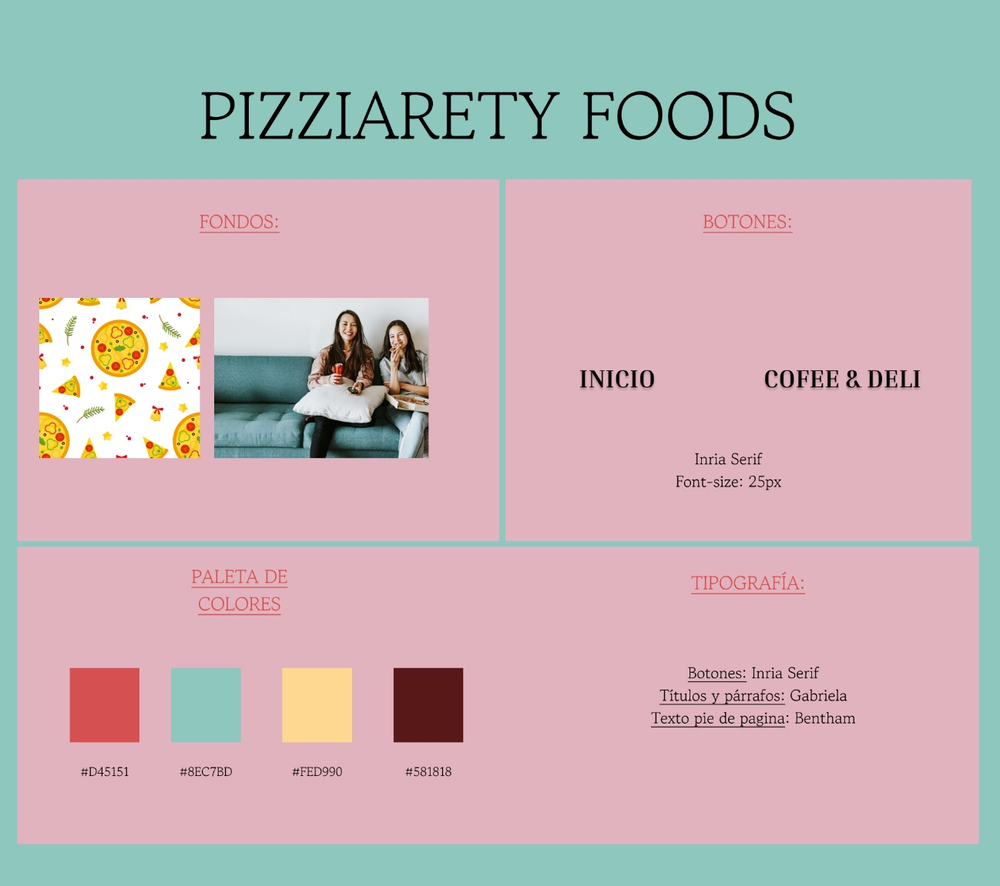 PIZZIARETY FOODS
FONDOS:
BOTONES:
INICIO
COFEE & DELI
Inria Serif
Font-size: 25px
PALETA DE
COLORES
#D45151
#8EC7BD
#FED990
#581818
TIPOGRAFÍA:
Botones: Inria Serif
Títulos y párrafos: Gabriela
Texto pie de pagina: Bentham